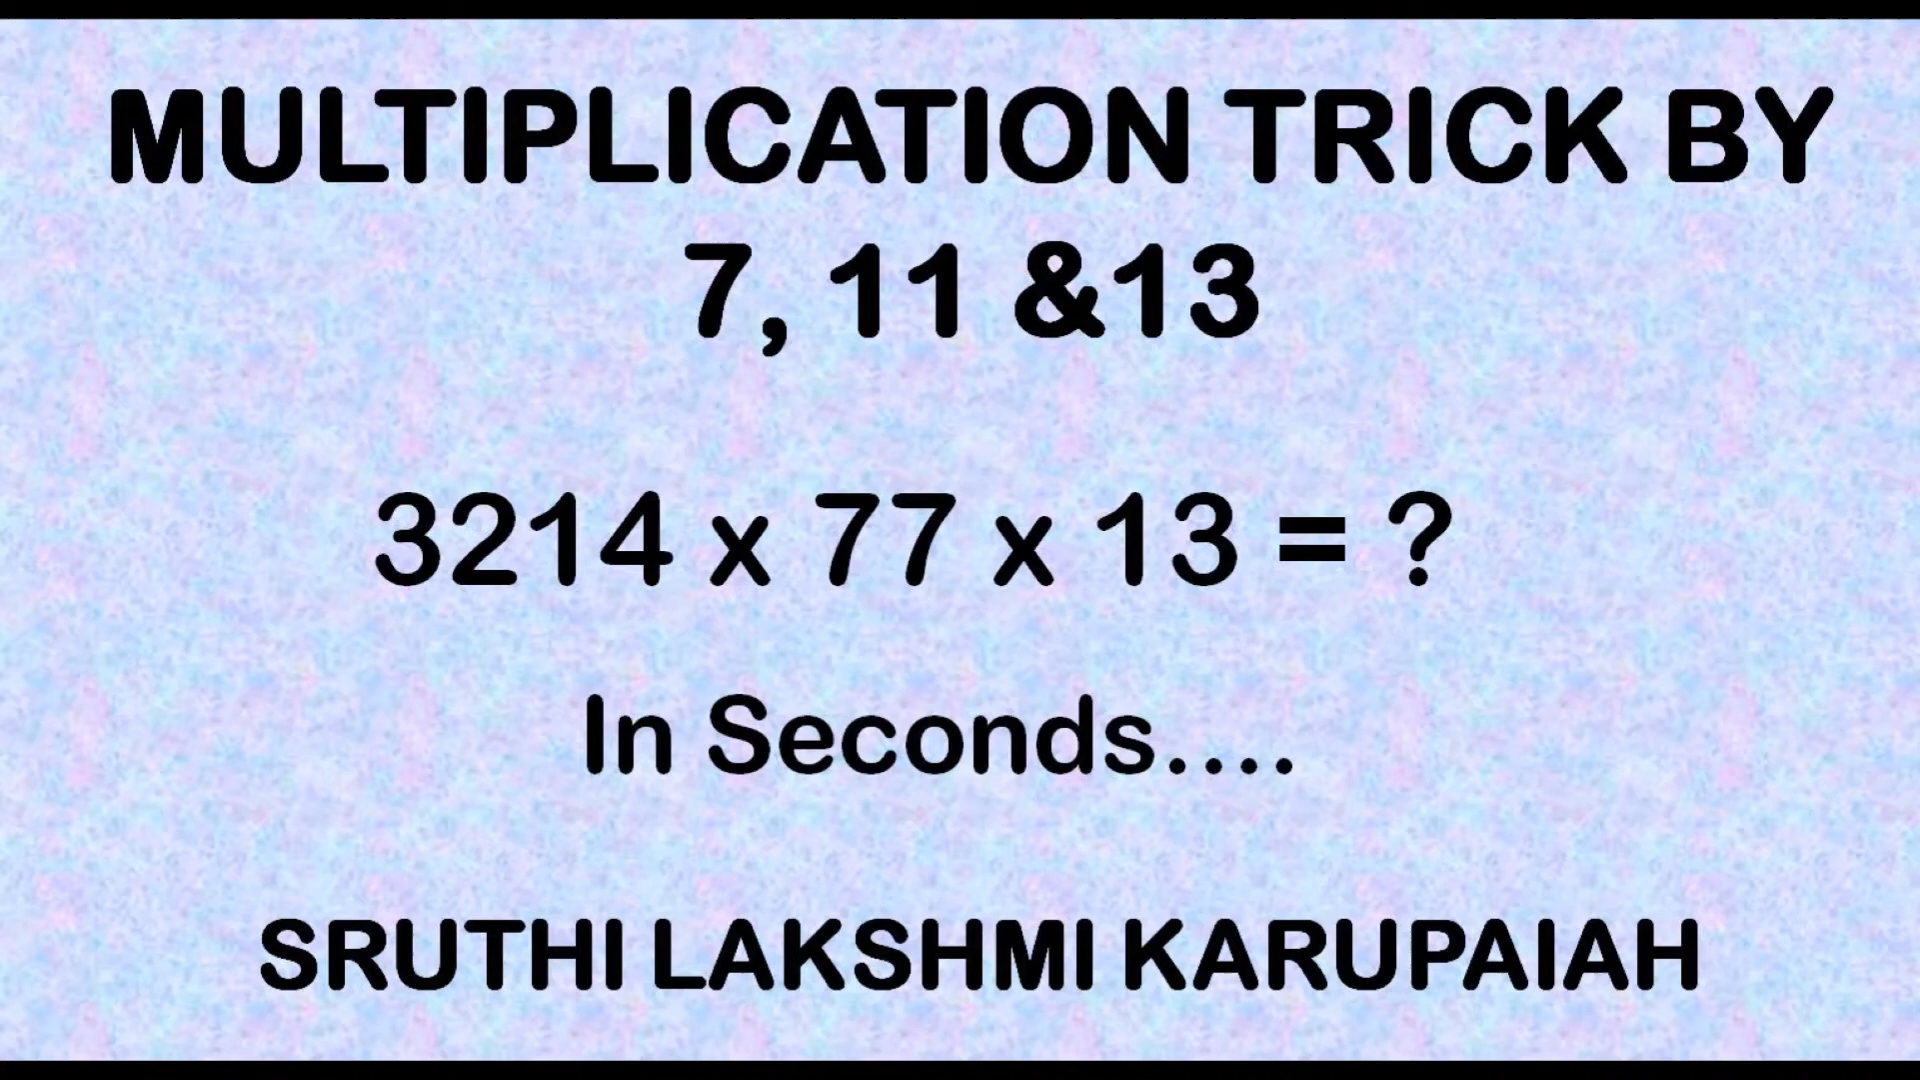 MULTIPLICATION TRICK BY
7, 11 &13
3214 x 77 x 13 = ?
In Seconds....
SRUTHI LAKSHMI KARUPAIAH